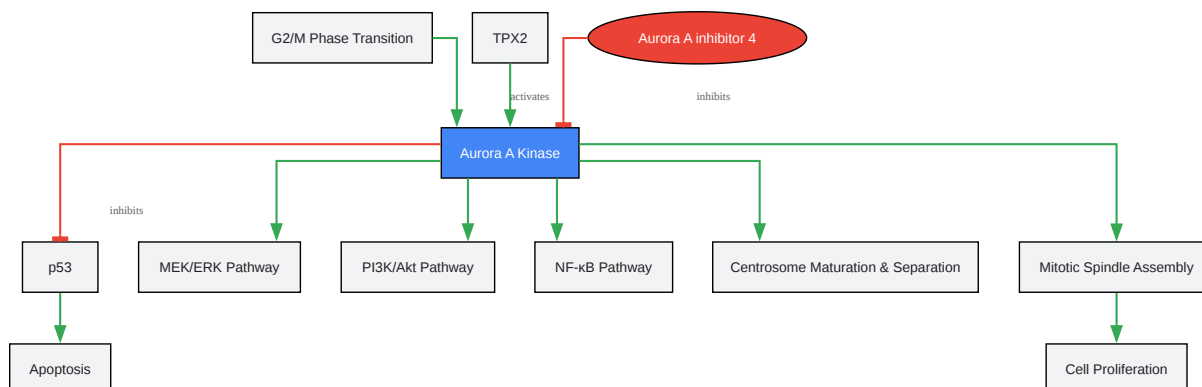 G2/M Phase Transition
TPX2
Aurora A inhibitor 4
activates
inhibits
Aurora A Kinase
inhibits
p53
MEK/ERK Pathway
PI3K/Akt Pathway
NF-κB Pathway
Centrosome Maturation & Separation
Mitotic Spindle Assembly
Apoptosis
Cell Proliferation